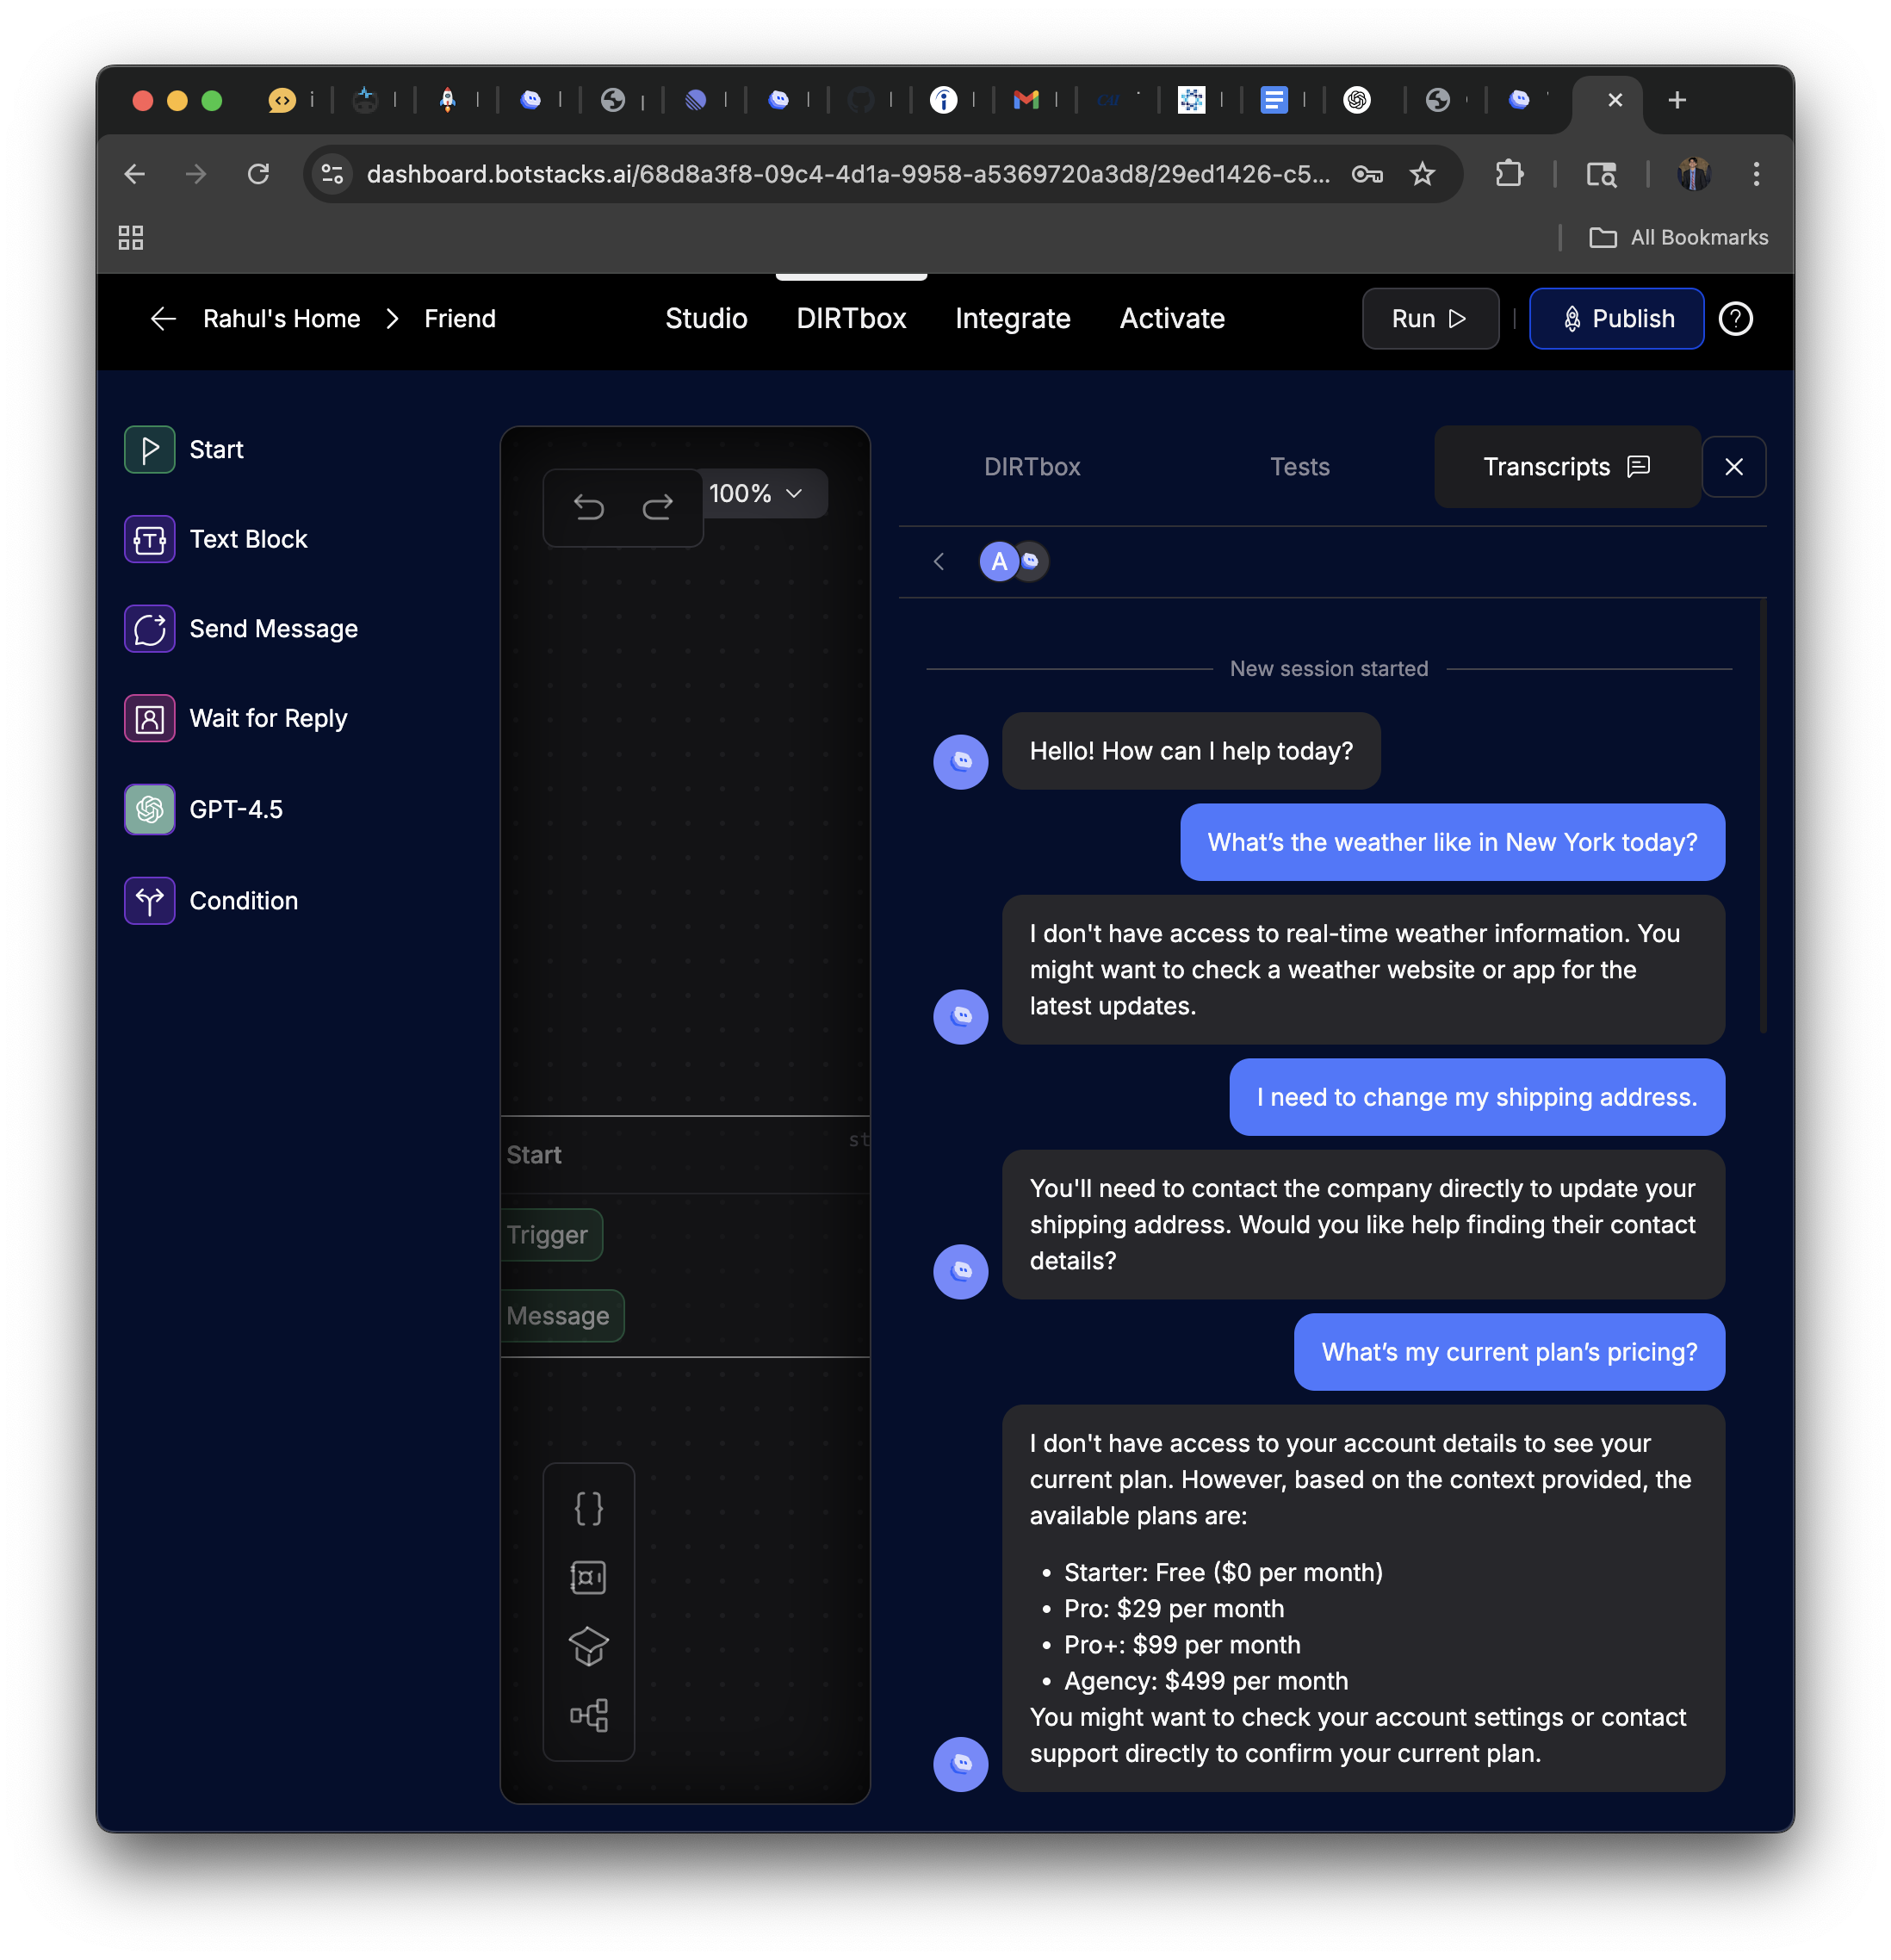 dashboard.botstacks.ai/68d8a3f8-09c4-4d1a-9958-a5369720a3d8/29ed1426-c5...
All Bookmarks
Rahul's Home > Friend
Studio
DIRTbox
Integrate
Activate
Run
Publish
Start
Text Block
Send Message
Wait for Reply
GPT-4.5
Condition
100%
Start
st
Trigger
Message
DIRTbox
Tests
Transcripts
A
New session started
Hello! How can I help today?
What’s the weather like in New York today?
I don't have access to real-time weather information. You
might want to check a weather website or app for the
latest updates.
I need to change my shipping address.
You'll need to contact the company directly to update your
shipping address. Would you like help finding their contact
details?
What’s my current plan’s pricing?
I don't have access to your account details to see your
current plan. However, based on the context provided, the
available plans are:
• Starter: Free ($0 per month)
• Pro: $29 per month
• Pro+: $99 per month
• Agency: $499 per month
You might want to check your account settings or contact
support directly to confirm your current plan.